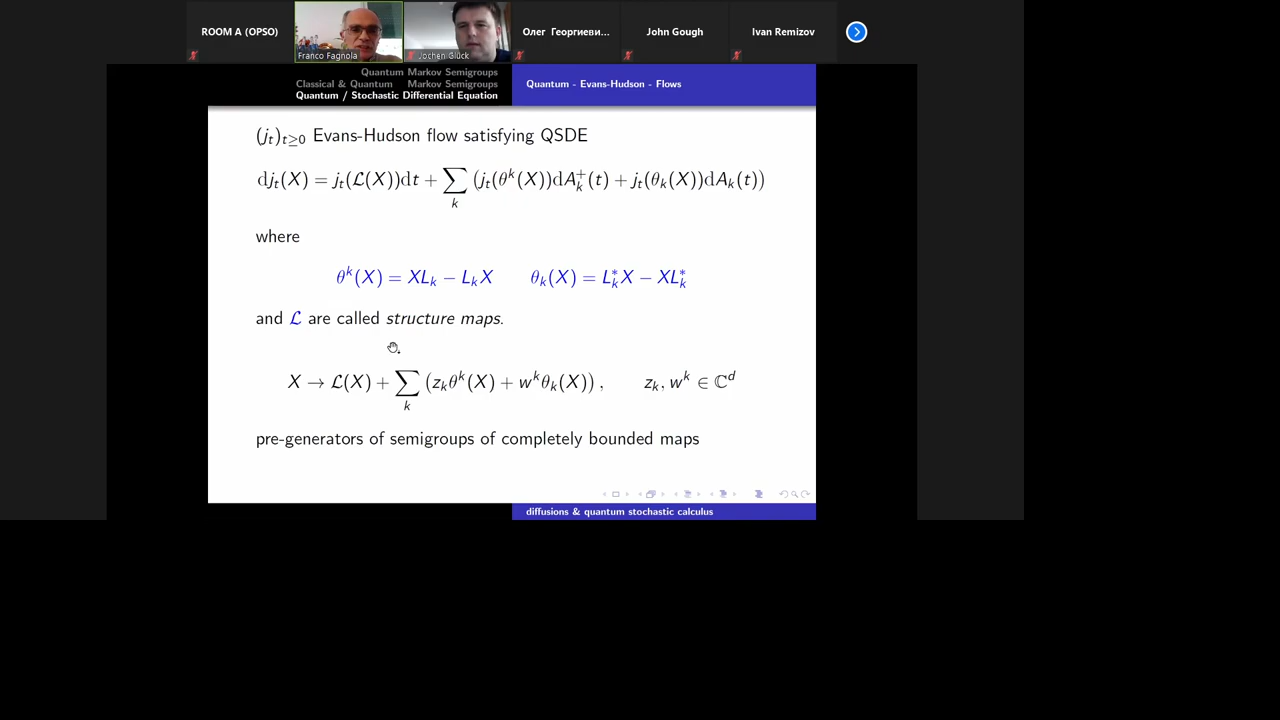 ROOM A (OPSO)
Franco Fagnola
Jochen Glück
Олег Георгиеви...
John Gough
Ivan Remizov
Quantum Markov Semigroups
Classical & Quantum Markov Semigroups
Quantum / Stochastic Differential Equation
Quantum - Evans-Hudson - Flows
(j_t)_{t≥0} Evans-Hudson flow satisfying QSDE
dj_t(X) = j_t(ℒ(X))dt + ∑_k (j_t(θ^k(X))dA_k^+(t) + j_t(θ_k(X))dA_k(t))
where
θ^k(X) = XL_k − L_kX θ_k(X) = L_k^*X − XL_k^*
and ℒ are called structure maps.
X → ℒ(X) + ∑_k (z_kθ^k(X) + w^kθ_k(X)), z_k, w^k ∈ ℂ^d
pre-generators of semigroups of completely bounded maps
diffusions & quantum stochastic calculus